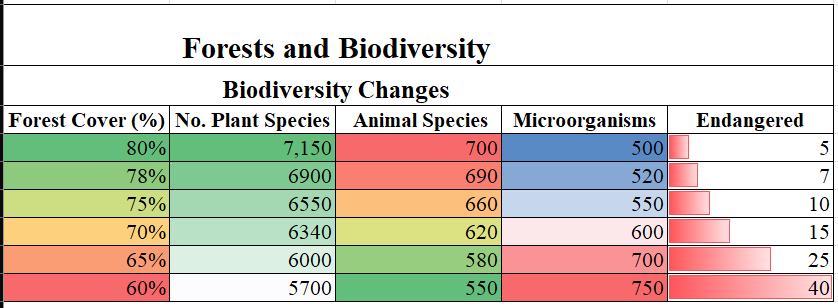 Forests and Biodiversity
Biodiversity Changes
Forest Cover (%) No. Plant Species Animal Species Microorganisms Endangered
80% 7,150 700 500 5
78% 6900 690 520 7
75% 6550 660 550 10
70% 6340 620 600 15
65% 6000 580 700 25
60% 5700 550 750 40